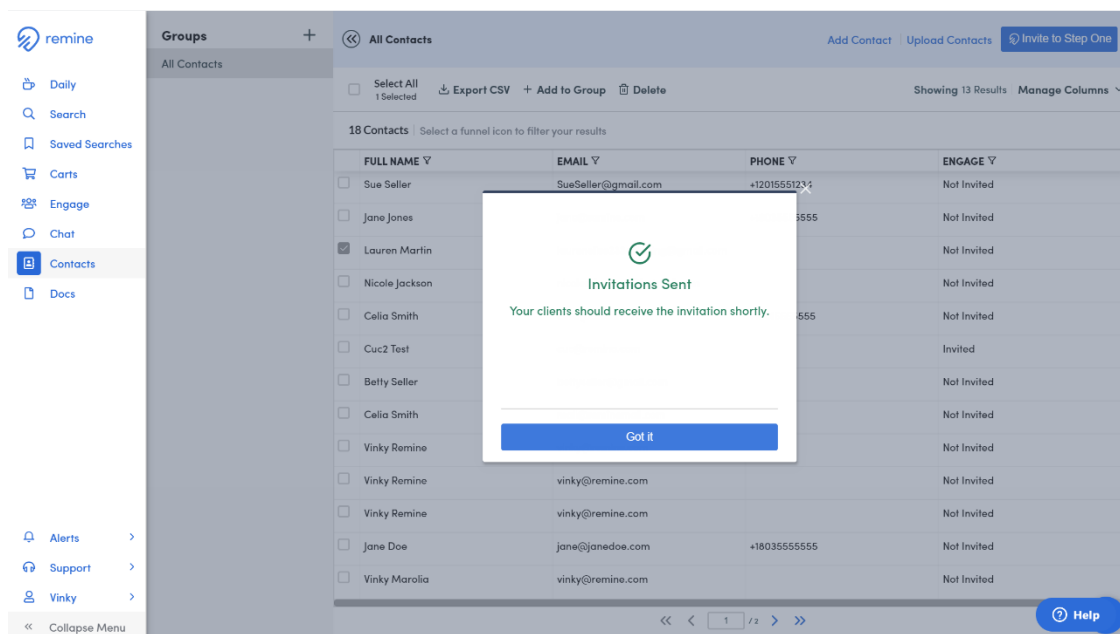 remine
Daily
Search
Saved Searches
Carts
Engage
Chat
Contacts
Docs
Alerts
Support
Vinky
Collapse Menu
Groups
All Contacts
All Contacts
Add Contact Upload Contacts Invite to Step One
Select All
1 Selected
Export CSV + Add to Group Delete
Showing 13 Results Manage Columns
18 Contacts Select a funnel icon to filter your results
FULL NAME EMAIL PHONE ENGAGE
Sue Seller SueSeller@gmail.com +12015551234 Not Invited
Jane Jones 5555 Not Invited
Lauren Martin Not Invited
Nicole Jackson Not Invited
Celia Smith 5555 Not Invited
Cuc2 Test Invited
Betty Seller Not Invited
Celia Smith Not Invited
Vinky Remine Not Invited
Vinky Remine vinky@remine.com Not Invited
Vinky Remine vinky@remine.com Not Invited
Jane Doe jane@janedoe.com +18035555555 Not Invited
Vinky Marolia vinky@remine.com Not Invited
Invitations Sent
Your clients should receive the invitation shortly.
Got it
1 / 2
Help